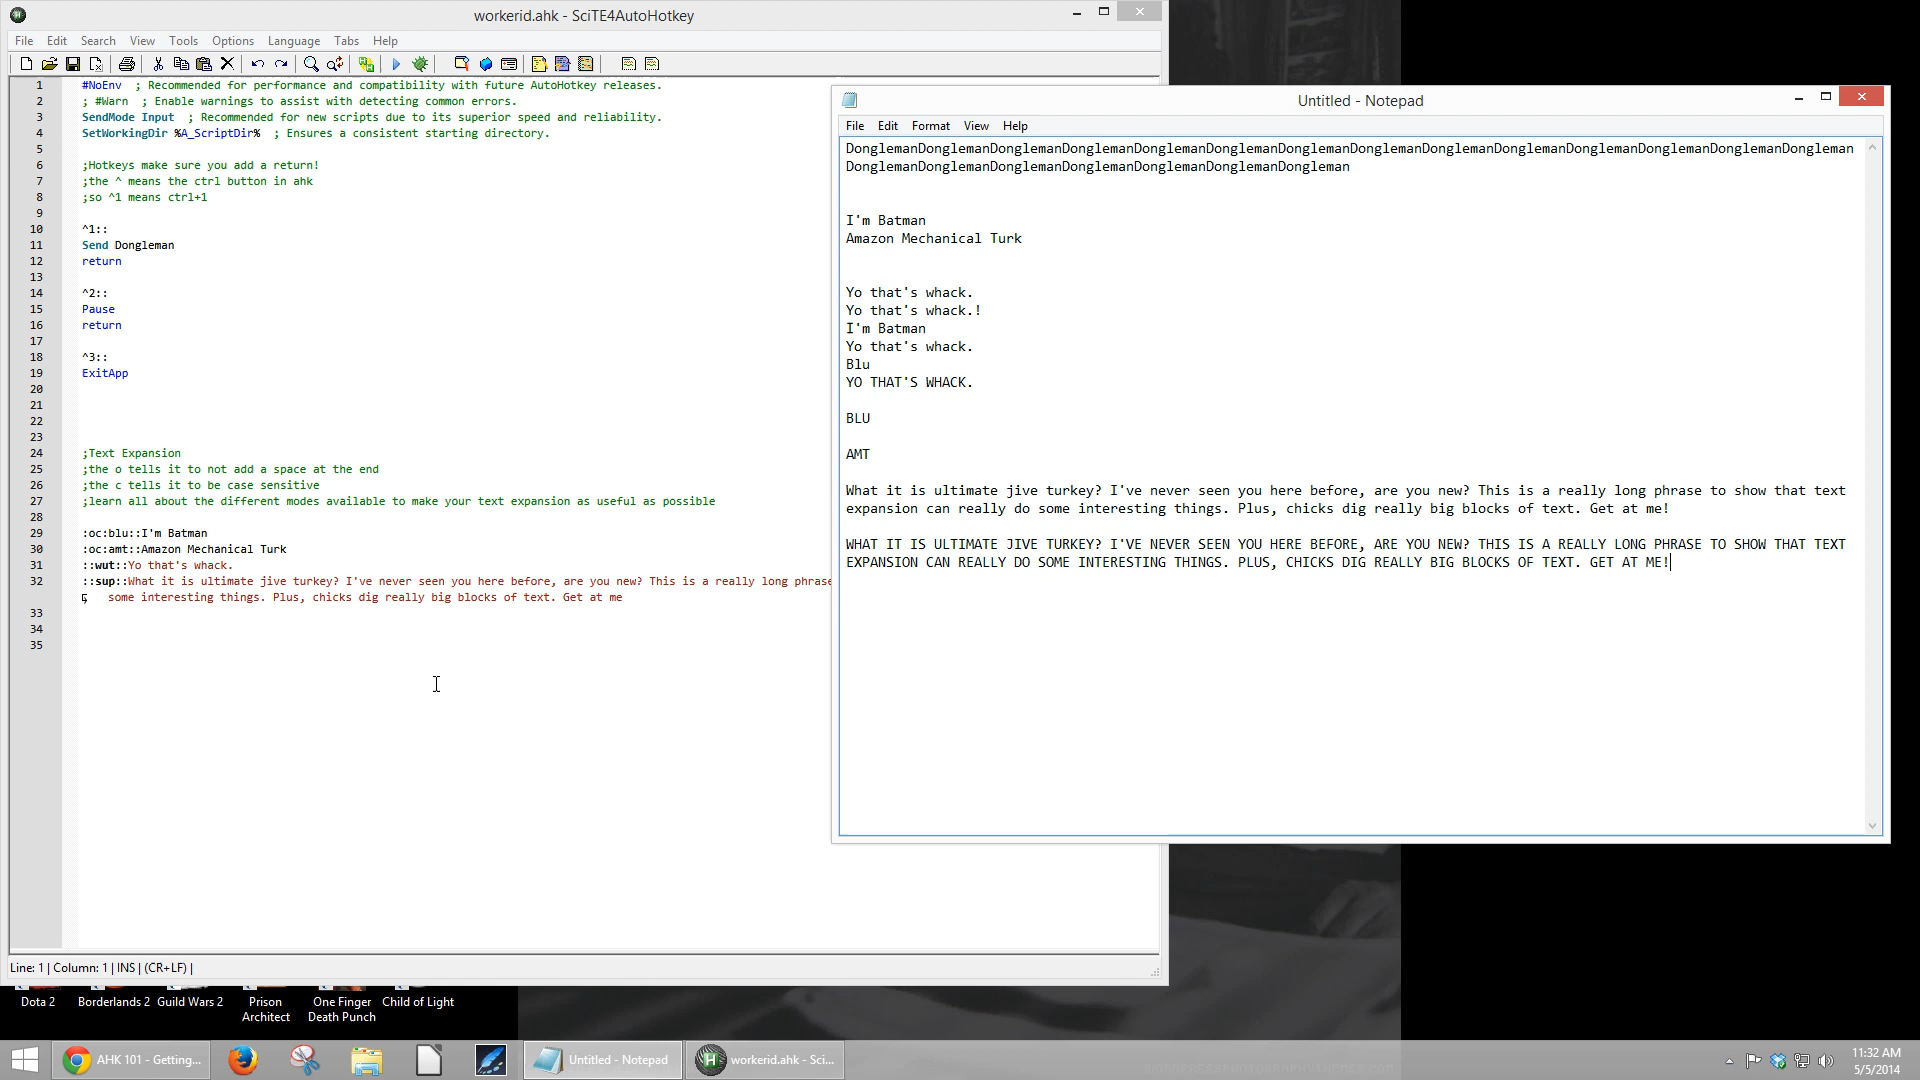 workerid.ahk - SciTE4AutoHotkey
File Edit Search View Tools Options Language Tabs Help
1 #NoEnv  ; Recommended for performance and compatibility with future AutoHotkey releases.
2 ; #Warn  ; Enable warnings to assist with detecting common errors.
3 SendMode Input  ; Recommended for new scripts due to its superior speed and reliability.
4 SetWorkingDir %A_ScriptDir%  ; Ensures a consistent starting directory.
5
6 ;Hotkeys make sure you add a return!
7 ;the ^ means the ctrl button in ahk
8 ;so ^1 means ctrl+1
9
10 ^1::
11 Send Dongleman
12 return
13
14 ^2::
15 Pause
16 return
17
18 ^3::
19 ExitApp
20
21
22
23
24 ;Text Expansion
25 ;the o tells it to not add a space at the end
26 ;the c tells it to be case sensitive
27 ;learn all about the different modes available to make your text expansion as useful as possible
28
29 :oc:blu::I'm Batman
30 :oc:amt::Amazon Mechanical Turk
31 ::wut::Yo that's whack.
32 ::sup::What it is ultimate jive turkey? I've never seen you here before, are you new? This is a really long phrase
some interesting things. Plus, chicks dig really big blocks of text. Get at me
33
34
35
Line: 1 | Column: 1 | INS | (CR+LF) |
Untitled - Notepad
File Edit Format View Help
DonglemanDonglemanDonglemanDonglemanDonglemanDonglemanDonglemanDonglemanDonglemanDonglemanDonglemanDonglemanDonglemanDongleman
DonglemanDonglemanDonglemanDonglemanDonglemanDonglemanDongleman
I'm Batman
Amazon Mechanical Turk
Yo that's whack.
Yo that's whack.!
I'm Batman
Yo that's whack.
Blu
YO THAT'S WHACK.
BLU
AMT
What it is ultimate jive turkey? I've never seen you here before, are you new? This is a really long phrase to show that text
expansion can really do some interesting things. Plus, chicks dig really big blocks of text. Get at me!
WHAT IT IS ULTIMATE JIVE TURKEY? I'VE NEVER SEEN YOU HERE BEFORE, ARE YOU NEW? THIS IS A REALLY LONG PHRASE TO SHOW THAT TEXT
EXPANSION CAN REALLY DO SOME INTERESTING THINGS. PLUS, CHICKS DIG REALLY BIG BLOCKS OF TEXT. GET AT ME!
Dota 2 Borderlands 2 Guild Wars 2 Prison Architect One Finger Death Punch Child of Light
AHK 101 - Getting... Untitled - Notepad workerid.ahk - Sci...
11:32 AM
5/5/2014